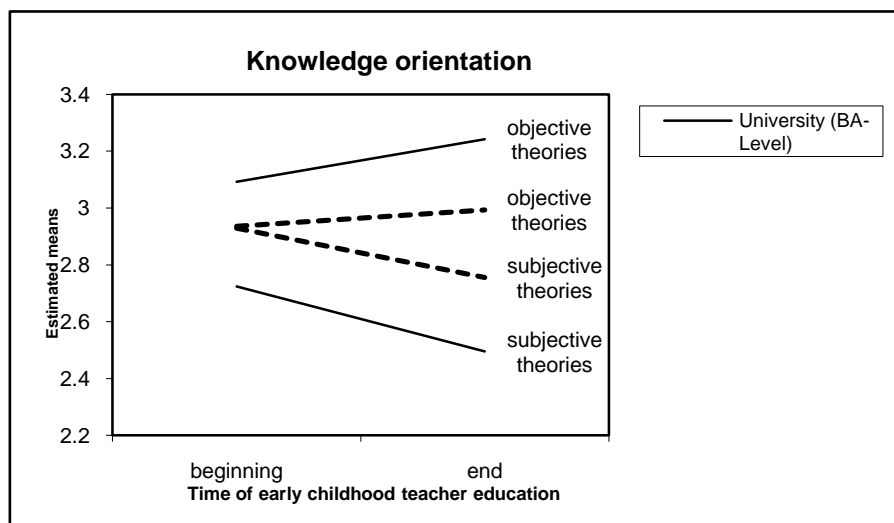 Knowledge orientation
3.4
3.2
3
2.8
2.6
2.4
2.2
Estimated means
objective
theories
objective
theories
subjective
theories
subjective
theories
beginning
end
Time of early childhood teacher education
University (BA-
Level)